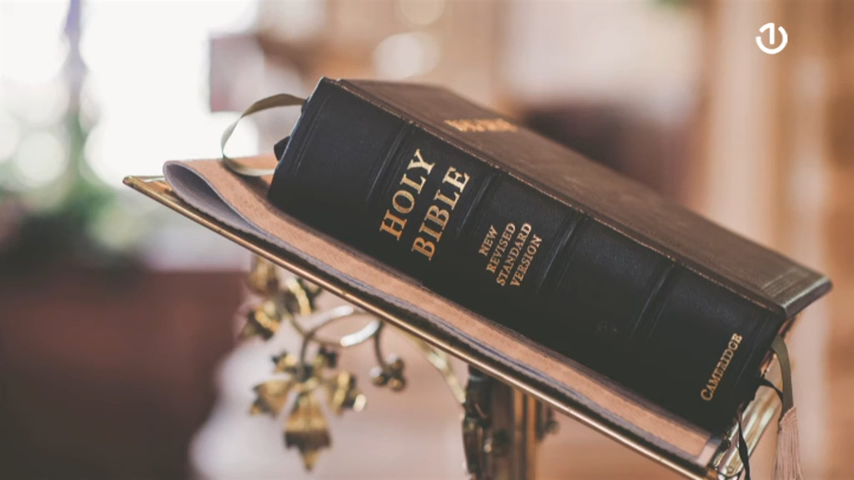 HOLY
BIBLE
NEW
REVISED
STANDARD
VERSION
CAMBRIDGE